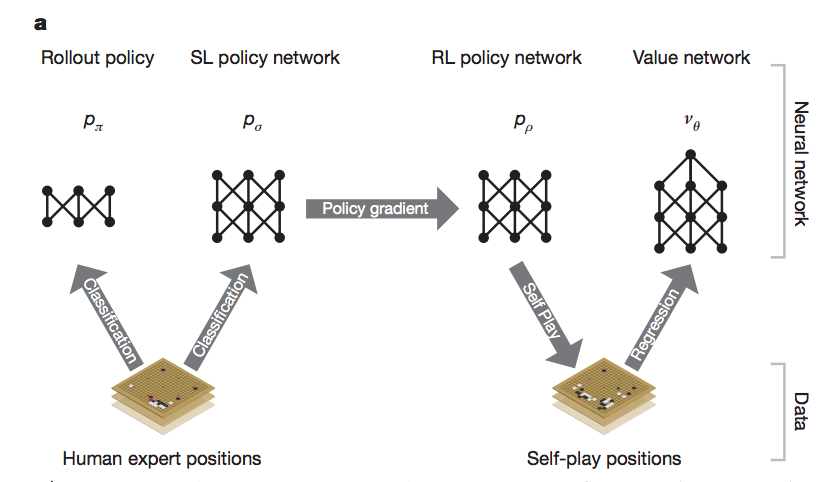 a
Rollout policy
SL policy network
RL policy network
Value network
pπ
pσ
pρ
vθ
Neural network
Policy gradient
Classification
Classification
Self Play
Regression
Data
Human expert positions
Self-play positions